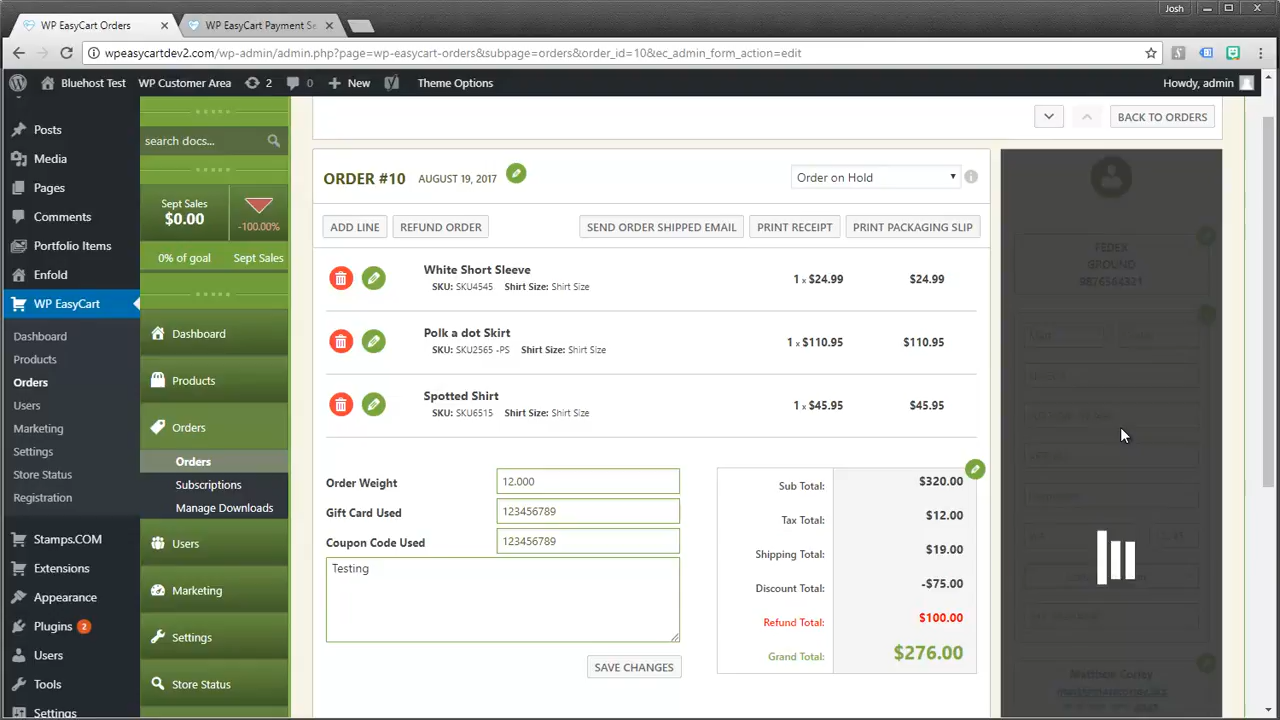 Josh
WP EasyCart Orders
WP EasyCart Payment Se
wpeasycartdev2.com/wp-admin/admin.php?page=wp-easycart-orders&subpage=orders&order_id=10&ec_admin_form_action=edit
Bluehost Test
WP Customer Area
2
0
New
Theme Options
Howdy, admin
Posts
Media
Pages
Comments
Portfolio Items
Enfold
WP EasyCart
Dashboard
Products
Orders
Users
Marketing
Settings
Store Status
Registration
Stamps.COM
Extensions
Appearance
Plugins 2
Users
Tools
Settings
search docs...
Sept Sales
$0.00
-100.00%
0% of goal
Sept Sales
Dashboard
Products
Orders
Orders
Subscriptions
Manage Downloads
Users
Marketing
Settings
Store Status
BACK TO ORDERS
ORDER #10 AUGUST 19, 2017
Order on Hold
ADD LINE
REFUND ORDER
SEND ORDER SHIPPED EMAIL
PRINT RECEIPT
PRINT PACKAGING SLIP
White Short Sleeve
SKU: SKU4545 Shirt Size: Shirt Size
1 x $24.99
$24.99
Polk a dot Skirt
SKU: SKU2565 -PS Shirt Size: Shirt Size
1 x $110.95
$110.95
Spotted Shirt
SKU: SKU6515 Shirt Size: Shirt Size
1 x $45.95
$45.95
Order Weight
12.000
Gift Card Used
123456789
Coupon Code Used
123456789
Testing
SAVE CHANGES
Sub Total: $320.00
Tax Total: $12.00
Shipping Total: $19.00
Discount Total: -$75.00
Refund Total: $100.00
Grand Total: $276.00
FEDEX
GROUND
9876564321